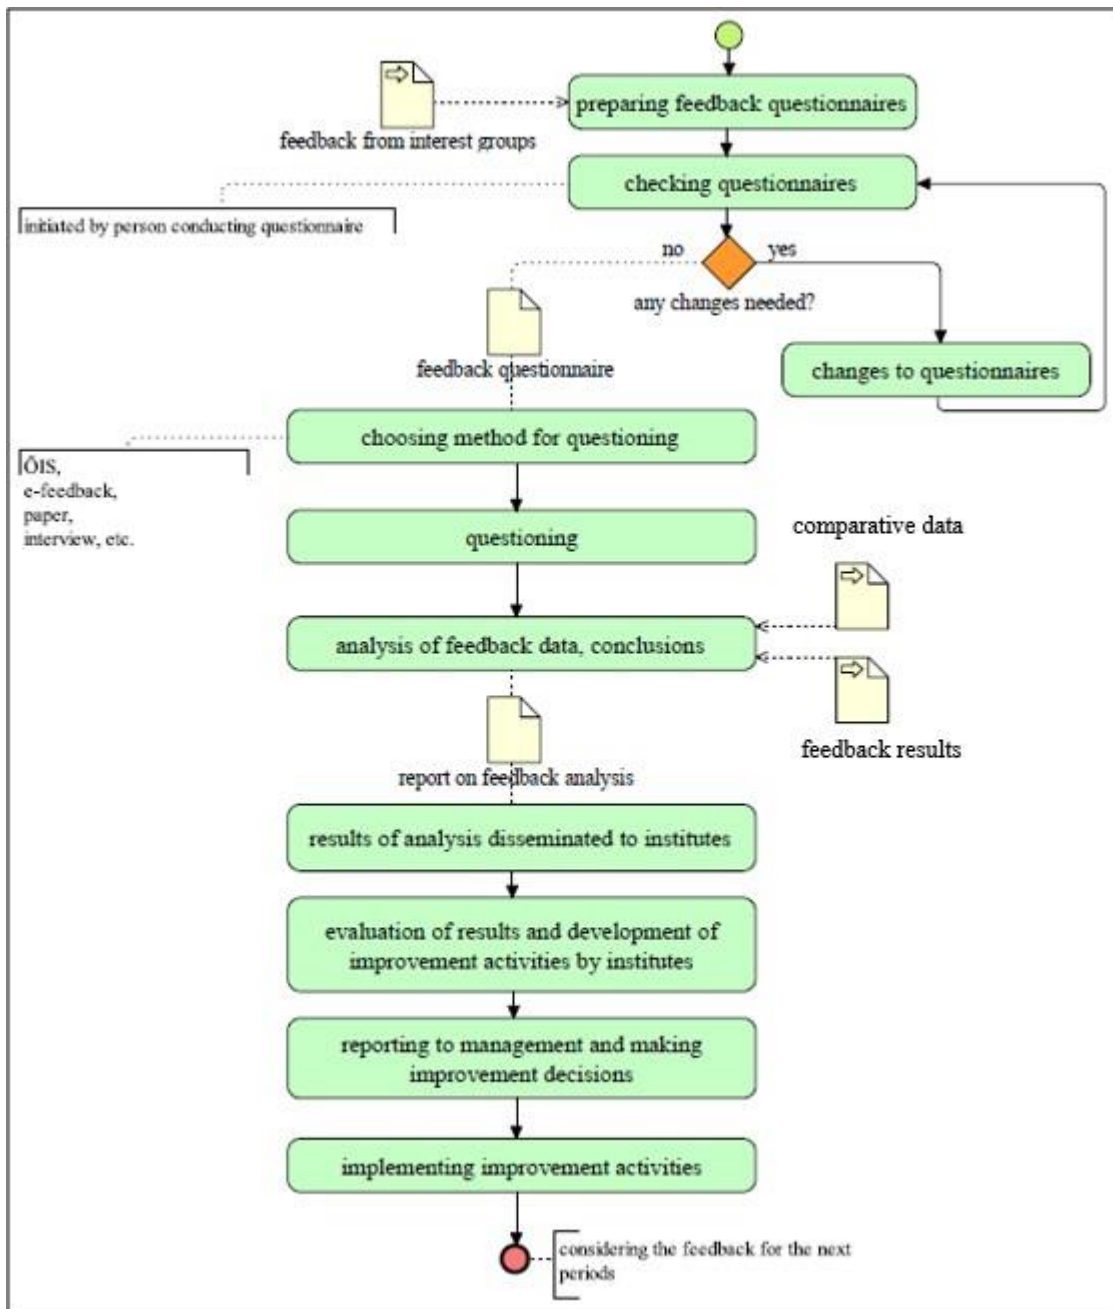 preparing feedback questionnaires
feedback from interest groups
checking questionnaires
initiated by person conducting questionnaire
no
yes
any changes needed?
feedback questionnaire
changes to questionnaires
choosing method for questioning
ÕIS,
e-feedback,
paper,
interview, etc.
questioning
comparative data
analysis of feedback data, conclusions
feedback results
report on feedback analysis
results of analysis disseminated to institutes
evaluation of results and development of
improvement activities by institutes
reporting to management and making
improvement decisions
implementing improvement activities
considering the feedback for the next
periods